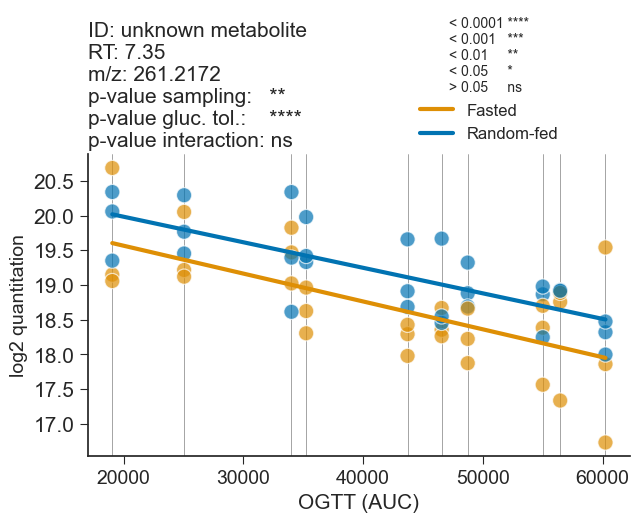 ID: unknown metabolite
RT: 7.35
m/z: 261.2172
p-value sampling: **
p-value gluc. tol.: ****
p-value interaction: ns
< 0.0001 ****
< 0.001 ***
< 0.01 **
< 0.05 *
> 0.05 ns
Fasted
Random-fed
log2 quantitation
20.5
20.0
19.5
19.0
18.5
18.0
17.5
17.0
20000 30000 40000 50000 60000
OGTT (AUC)